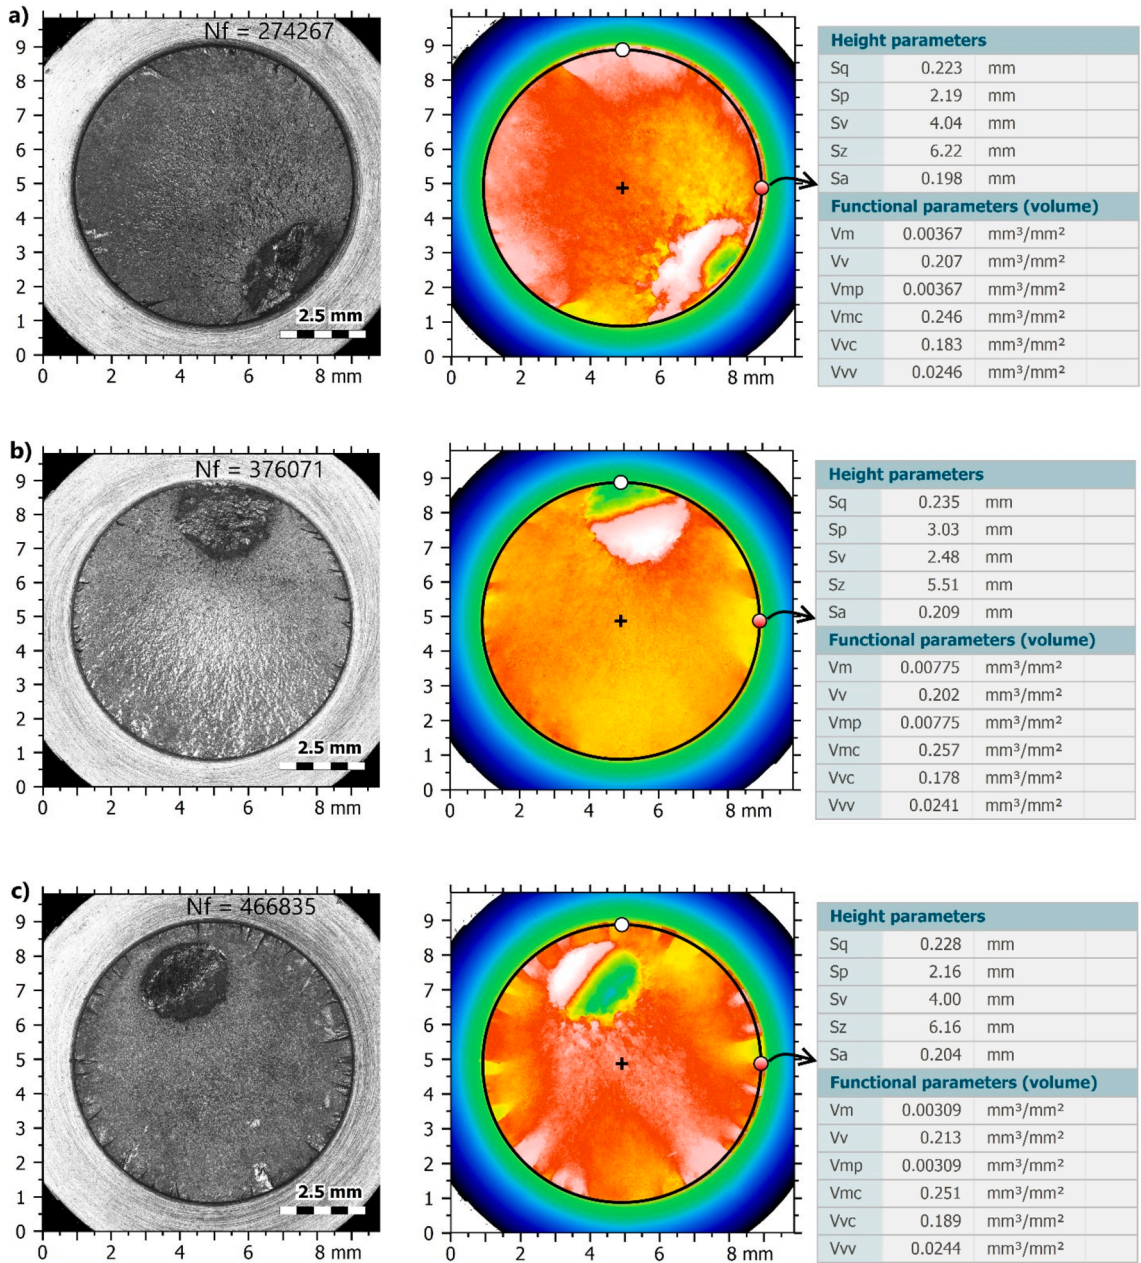 a)
Nf = 274267
9
8
7
6
5
4
3
2
1
0
2.5 mm
0 2 4 6 8 mm
9
8
7
6
5
4
3
2
1
0
0 2 4 6 8 mm
Height parameters
Sq 0.223 mm
Sp 2.19 mm
Sv 4.04 mm
Sz 6.22 mm
Sa 0.198 mm
Functional parameters (volume)
Vm 0.00367 mm³/mm²
Vv 0.207 mm³/mm²
Vmp 0.00367 mm³/mm²
Vmc 0.246 mm³/mm²
Vvc 0.183 mm³/mm²
Vvv 0.0246 mm³/mm²
b)
Nf = 376071
9
8
7
6
5
4
3
2
1
0
2.5 mm
0 2 4 6 8 mm
9
8
7
6
5
4
3
2
1
0
0 2 4 6 8 mm
Height parameters
Sq 0.235 mm
Sp 3.03 mm
Sv 2.48 mm
Sz 5.51 mm
Sa 0.209 mm
Functional parameters (volume)
Vm 0.00775 mm³/mm²
Vv 0.202 mm³/mm²
Vmp 0.00775 mm³/mm²
Vmc 0.257 mm³/mm²
Vvc 0.178 mm³/mm²
Vvv 0.0241 mm³/mm²
c)
Nf = 466835
9
8
7
6
5
4
3
2
1
0
2.5 mm
0 2 4 6 8 mm
9
8
7
6
5
4
3
2
1
0
0 2 4 6 8 mm
Height parameters
Sq 0.228 mm
Sp 2.16 mm
Sv 4.00 mm
Sz 6.16 mm
Sa 0.204 mm
Functional parameters (volume)
Vm 0.00309 mm³/mm²
Vv 0.213 mm³/mm²
Vmp 0.00309 mm³/mm²
Vmc 0.251 mm³/mm²
Vvc 0.189 mm³/mm²
Vvv 0.0244 mm³/mm²